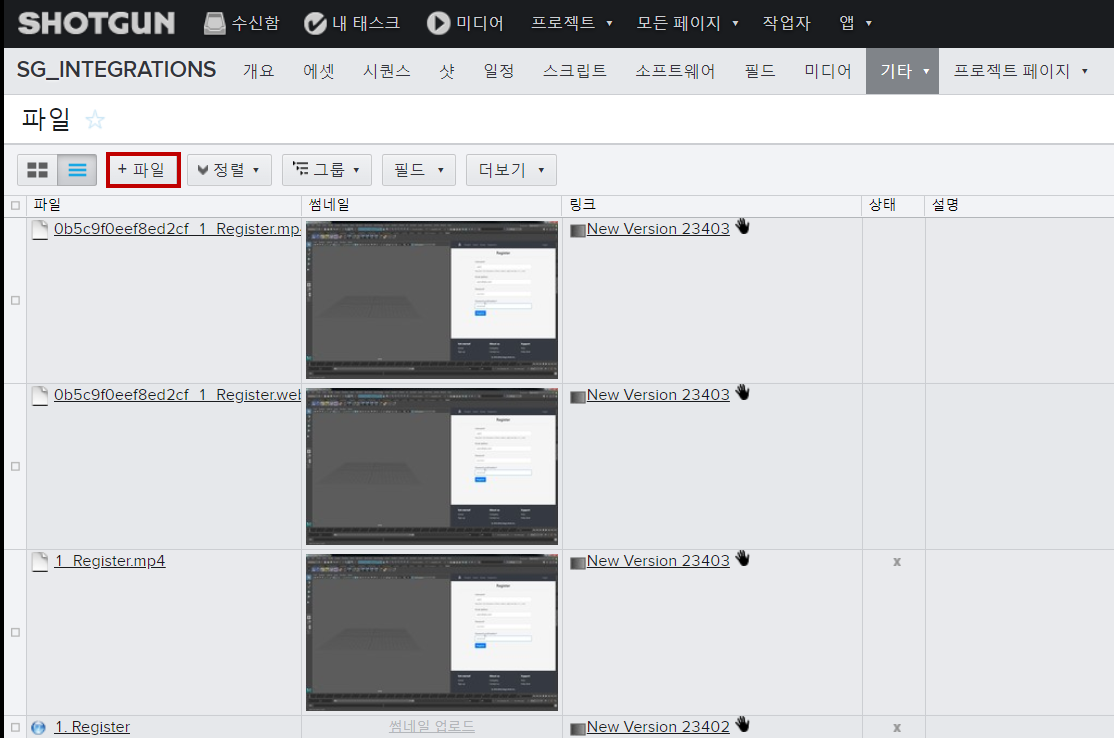 SHOTGUN 수신함 내 태스크 미디어 프로젝트 모든 페이지 작업자 앱
SG_INTEGRATIONS 개요 에셋 시퀀스 샷 일정 스크립트 소프트웨어 필드 미디어 기타 프로젝트 페이지
파일
+ 파일 정렬 그룹 필드 더보기
파일 썸네일 링크 상태 설명
0b5c9f0eef8ed2cf_1_Register.mp New Version 23403
Register
0b5c9f0eef8ed2cf_1_Register.web New Version 23403
Register
1_Register.mp4 New Version 23403 x
Register
1. Register 썸네일 업로드 New Version 23402 x